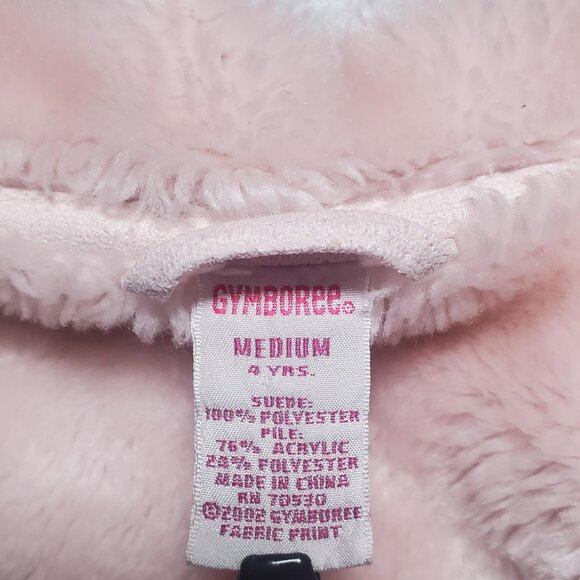 GYMBOREE®
MEDIUM
4 YRS.
SUEDE:
100% POLYESTER
PILE:
76% ACRYLIC
24% POLYESTER
MADE IN CHINA
RN 70530
©2002 GYMBOREE
FABRIC PRINT